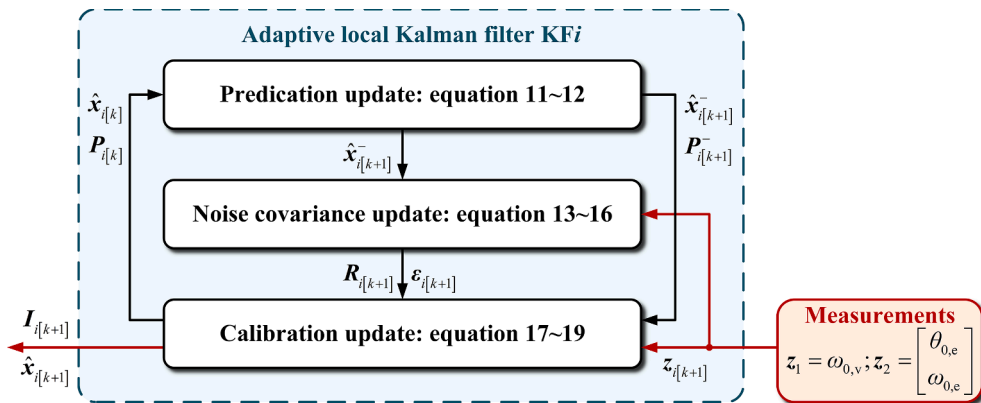 Adaptive local Kalman filter KFi
Predication update: equation 11~12
x̂i[k]
Pi[k]
x̂⁻i[k+1]
P⁻i[k+1]
x̂⁻i[k+1]
Noise covariance update: equation 13~16
Ri[k+1] εi[k+1]
Calibration update: equation 17~19
Ii[k+1]
x̂i[k+1]
zi[k+1]
Measurements
z1 = ω0,v ; z2 = [θ0,e
ω0,e]